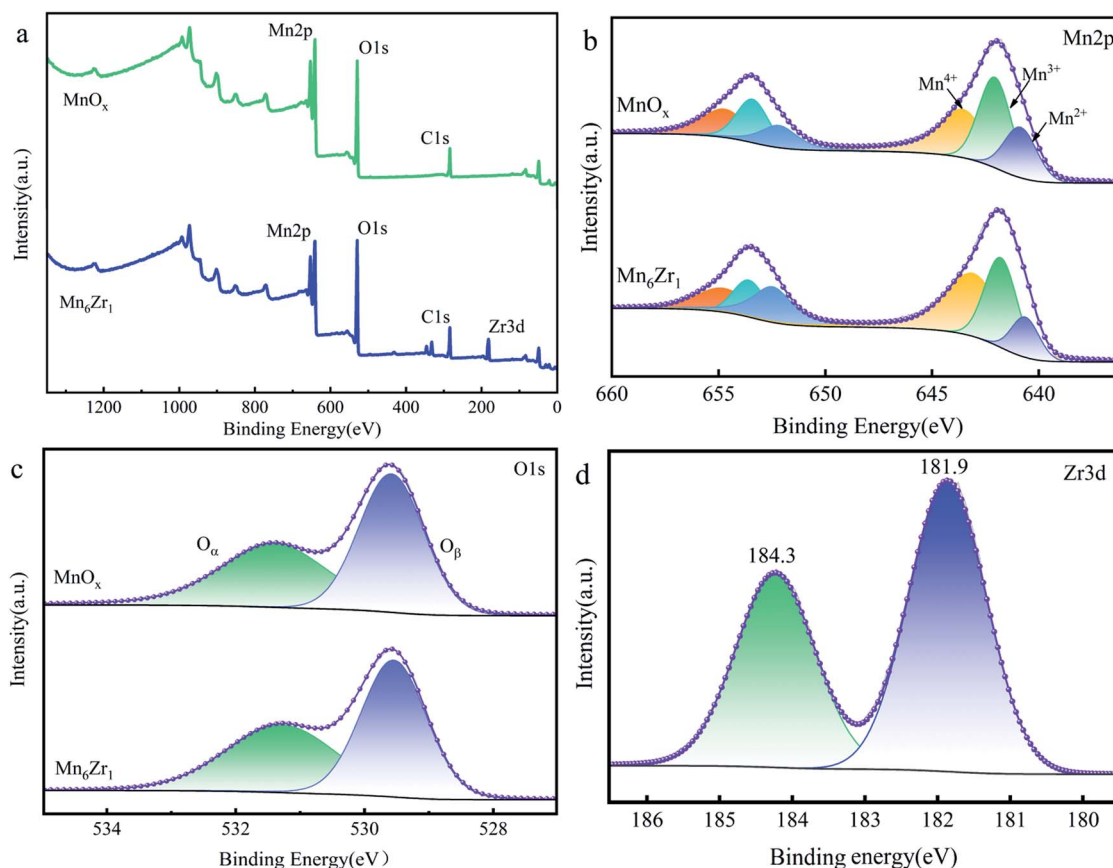 a
Mn2p
O1s
MnOₓ
C1s
Mn2p
O1s
Mn₆Zr₁
C1s
Zr3d
Intensity(a.u.)
1200 1000 800 600 400 200 0
Binding Energy(eV)
b
Mn2p
Mn⁴⁺
Mn³⁺
Mn²⁺
MnOₓ
Mn₆Zr₁
Intensity(a.u.)
660 655 650 645 640
Binding Energy(eV)
c
O1s
Oα
Oβ
MnOₓ
Mn₆Zr₁
Intensity(a.u.)
534 532 530 528
Binding Energy(eV）
d
Zr3d
181.9
184.3
Intensity(a.u.)
186 185 184 183 182 181 180
Binding energy(eV)